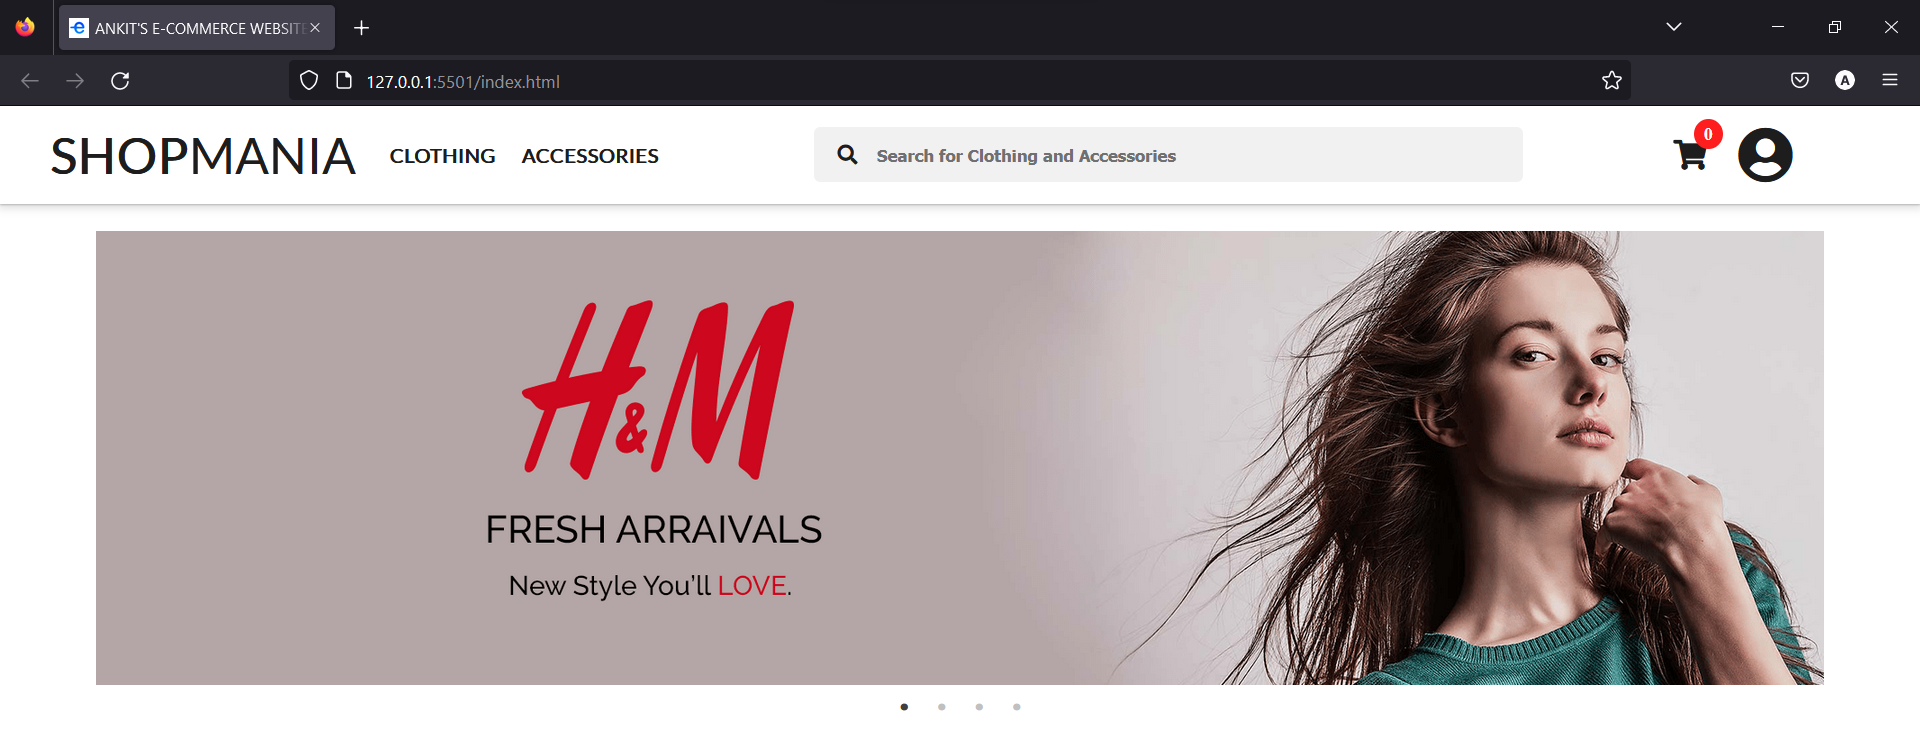 ANKIT'S E-COMMERCE WEBSITE
127.0.0.1:5501/index.html
A
SHOPMANIA
CLOTHING ACCESSORIES
Search for Clothing and Accessories
0
H&M
FRESH ARRAIVALS
New Style You'll LOVE.